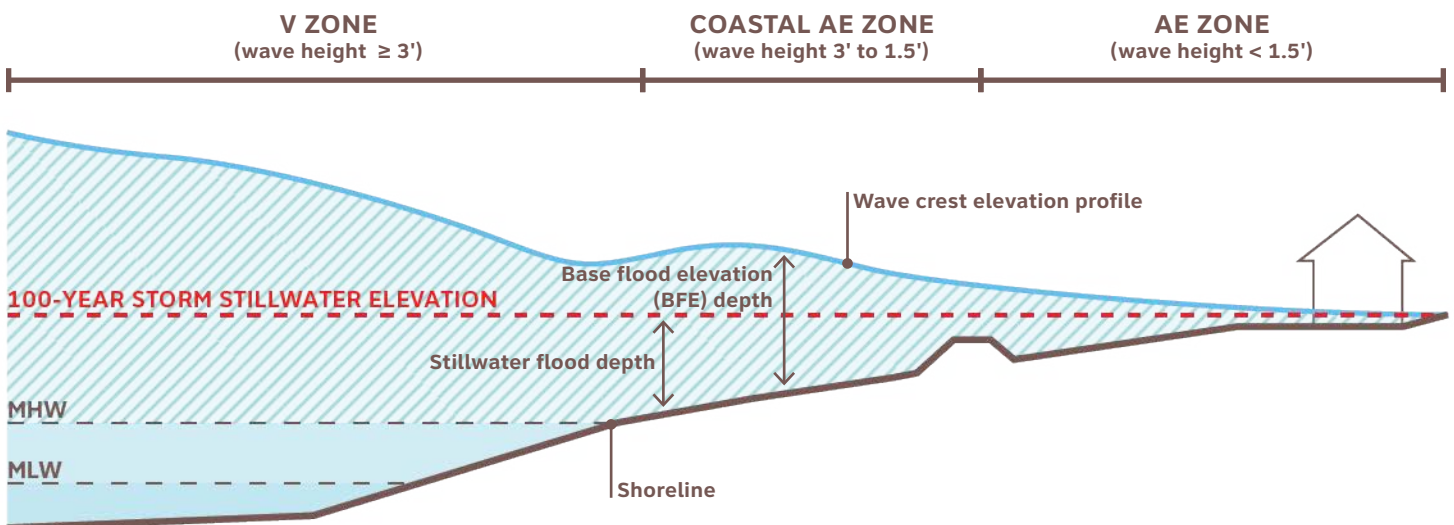 V ZONE
(wave height ≥ 3')
COASTAL AE ZONE
(wave height 3' to 1.5')
AE ZONE
(wave height < 1.5')
Wave crest elevation profile
Base flood elevation
(BFE) depth
100-YEAR STORM STILLWATER ELEVATION
Stillwater flood depth
MHW
MLW
Shoreline